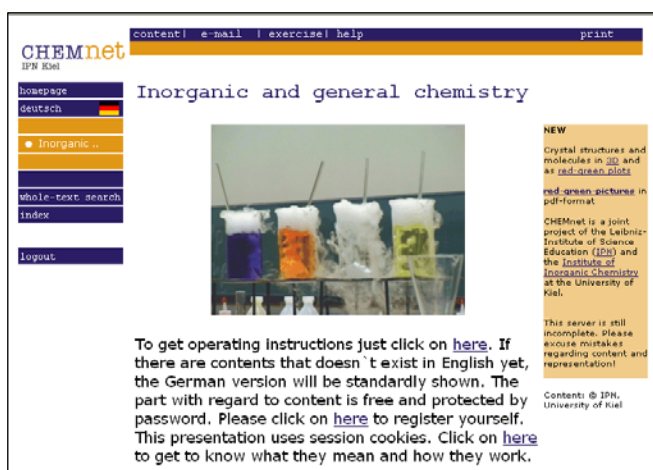 content| e-mail | exercise| help print
CHEMnet
IPN Kiel
homepage
deutsch
Inorganic ..
whole-text search
index
logout
Inorganic and general chemistry
To get operating instructions just click on here. If
there are contents that doesn`t exist in English yet,
the German version will be standardly shown. The
part with regard to content is free and protected by
password. Please click on here to register yourself.
This presentation uses session cookies. Click on here
to get to know what they mean and how they work.
NEW
Crystal structures and
molecules in 3D and
as red-green plots
red-green-pictures in
pdf-format
CHEMnet is a joint
project of the Leibniz-
Institute of Science
Education (IPN) and
the Institute of
Inorganic Chemistry
at the University of
Kiel.
This server is still
incomplete. Please
excuse mistakes
regarding content and
representation!
Content: © IPN,
University of Kiel